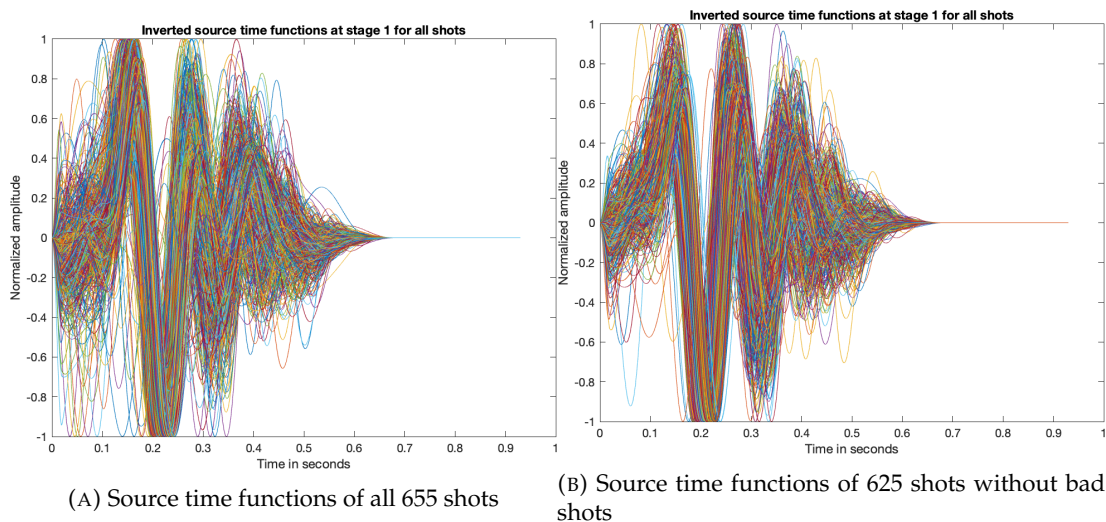 Inverted source time functions at stage 1 for all shots
1
0.8
0.6
0.4
0.2
0
-0.2
-0.4
-0.6
-0.8
-1
Normalized amplitude
0 0.1 0.2 0.3 0.4 0.5 0.6 0.7 0.8 0.9 1
Time in seconds
(A) Source time functions of all 655 shots
Inverted source time functions at stage 1 for all shots
1
0.8
0.6
0.4
0.2
0
-0.2
-0.4
-0.6
-0.8
-1
Normalized amplitude
0 0.1 0.2 0.3 0.4 0.5 0.6 0.7 0.8 0.9 1
Time in seconds
(B) Source time functions of 625 shots without bad
shots